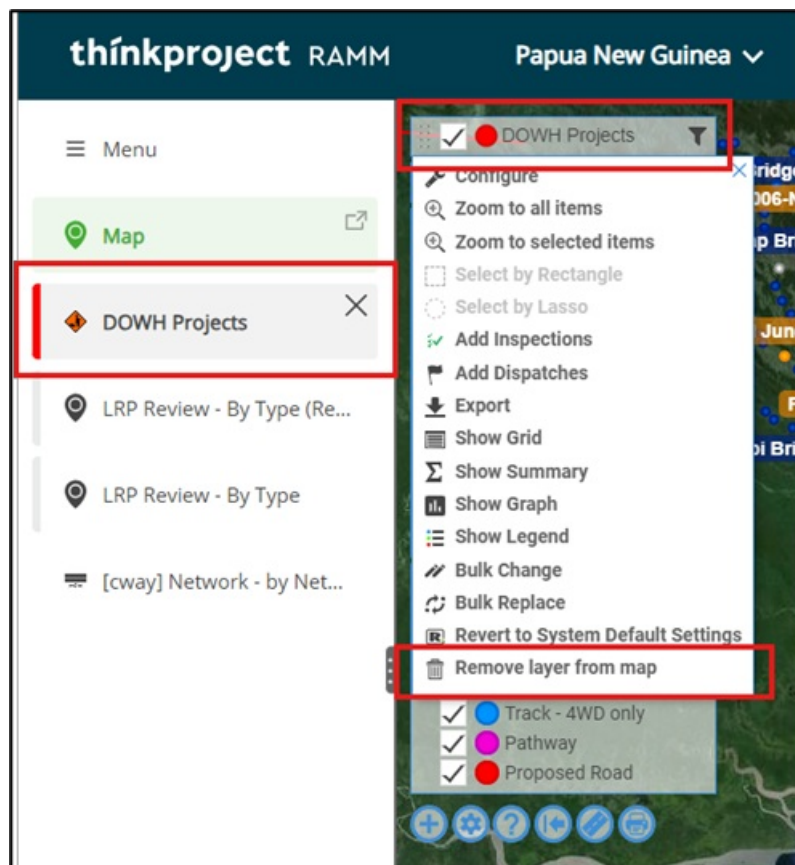 thinkproject RAMM
Papua New Guinea
Menu
Map
DOWH Projects
LRP Review - By Type (Re...
LRP Review - By Type
[cway] Network - by Net...
DOWH Projects
Configure
Zoom to all items
Zoom to selected items
Select by Rectangle
Select by Lasso
Add Inspections
Add Dispatches
Export
Show Grid
Show Summary
Show Graph
Show Legend
Bulk Change
Bulk Replace
Revert to System Default Settings
Remove layer from map
Track - 4WD only
Pathway
Proposed Road